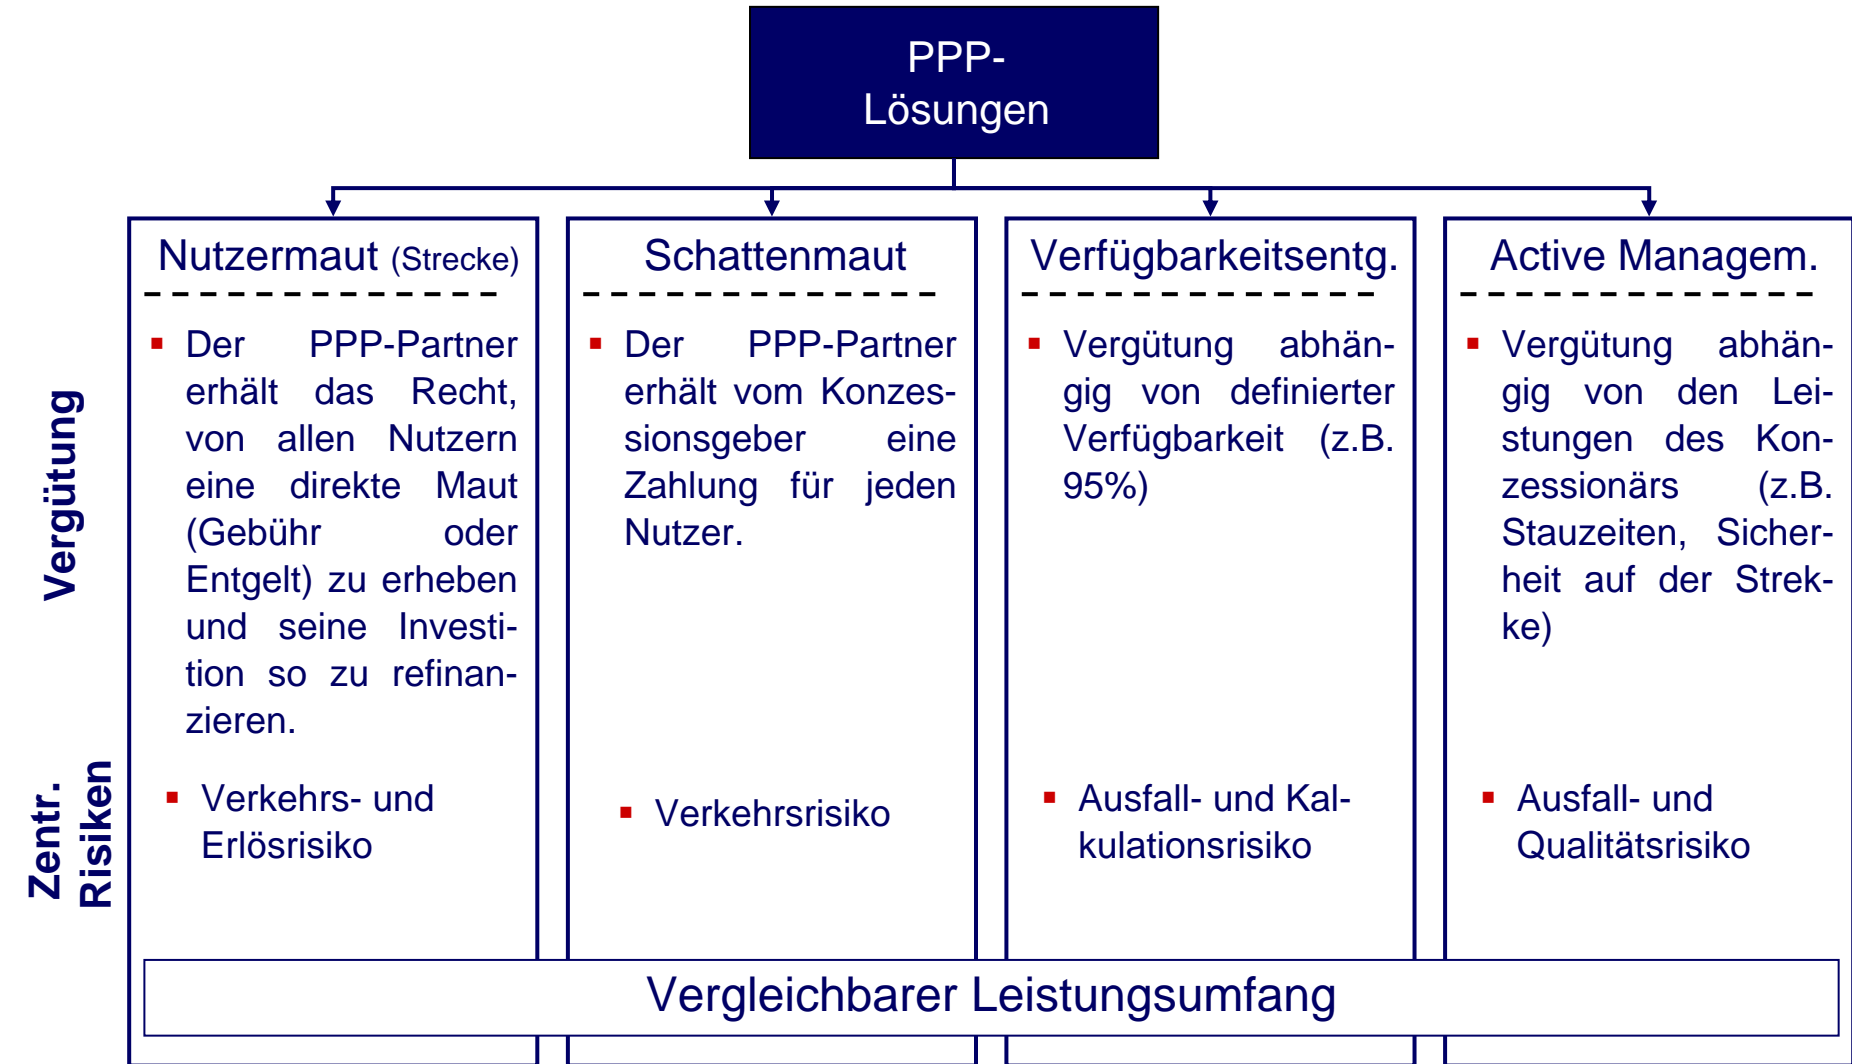 PPP-
Lösungen
Nutzermaut (Strecke)
Schattenmaut
Verfügbarkeitsentg.
Active Managem.
Vergütung
Der PPP-Partner
erhält das Recht,
von allen Nutzern
eine direkte Maut
(Gebühr oder
Entgelt) zu erheben
und seine Investi-
tion so zu refinan-
zieren.
Der PPP-Partner
erhält vom Konzes-
sionsgeber eine
Zahlung für jeden
Nutzer.
Vergütung abhän-
gig von definierter
Verfügbarkeit (z.B.
95%)
Vergütung abhän-
gig von den Lei-
stungen des Kon-
zessionärs (z.B.
Stauzeiten, Sicher-
heit auf der Strek-
ke)
Zentr.
Risiken
Verkehrs- und
Erlösrisiko
Verkehrsrisiko
Ausfall- und Kal-
kulationsrisiko
Ausfall- und
Qualitätsrisiko
Vergleichbarer Leistungsumfang